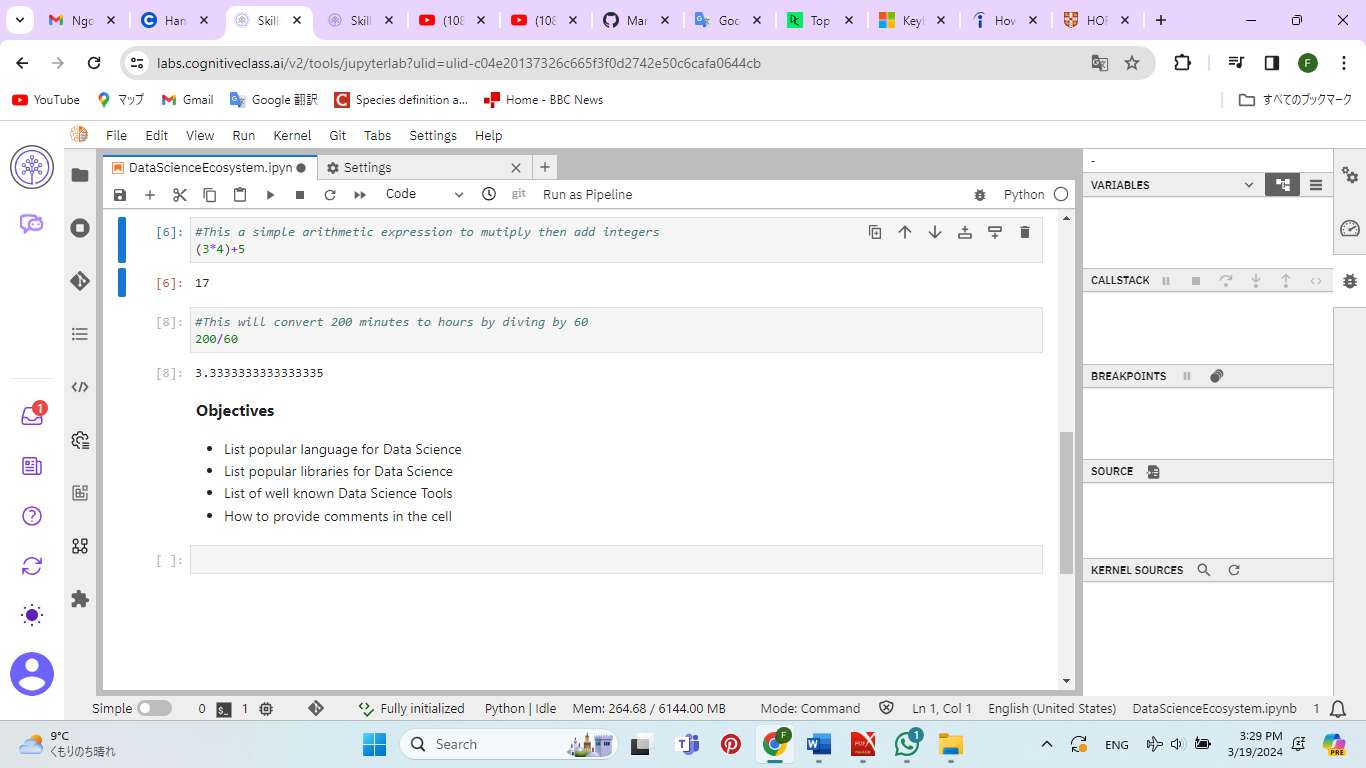 Ngo
Han
Skill
Skill
(108
(108
Mar
Goc
Top
Keyl
Hov
HOF
labs.cognitiveclass.ai/v2/tools/jupyterlab?ulid=ulid-c04e20137326c665f3f0d2742e50c6cafa0644cb
F
YouTube
マップ
Gmail
Google 翻訳
Species definition a...
Home - BBC News
すべてのブックマーク
File Edit View Run Kernel Git Tabs Settings Help
DataScienceEcosystem.ipyn
Settings
Code
git
Run as Pipeline
Python
[6]: #This a simple arithmetic expression to mutiply then add integers
(3*4)+5
[6]: 17
[8]: #This will convert 200 minutes to hours by diving by 60
200/60
[8]: 3.3333333333333335
Objectives
• List popular language for Data Science
• List popular libraries for Data Science
• List of well known Data Science Tools
• How to provide comments in the cell
[ ]:
-
VARIABLES
CALLSTACK
BREAKPOINTS
SOURCE
KERNEL SOURCES
1
Simple 0 1 Fully initialized Python | Idle Mem: 264.68 / 6144.00 MB Mode: Command Ln 1, Col 1 English (United States) DataScienceEcosystem.ipynb 1
9°C
くもりのち晴れ
Search
F
1
ENG
3:29 PM
3/19/2024
PRE